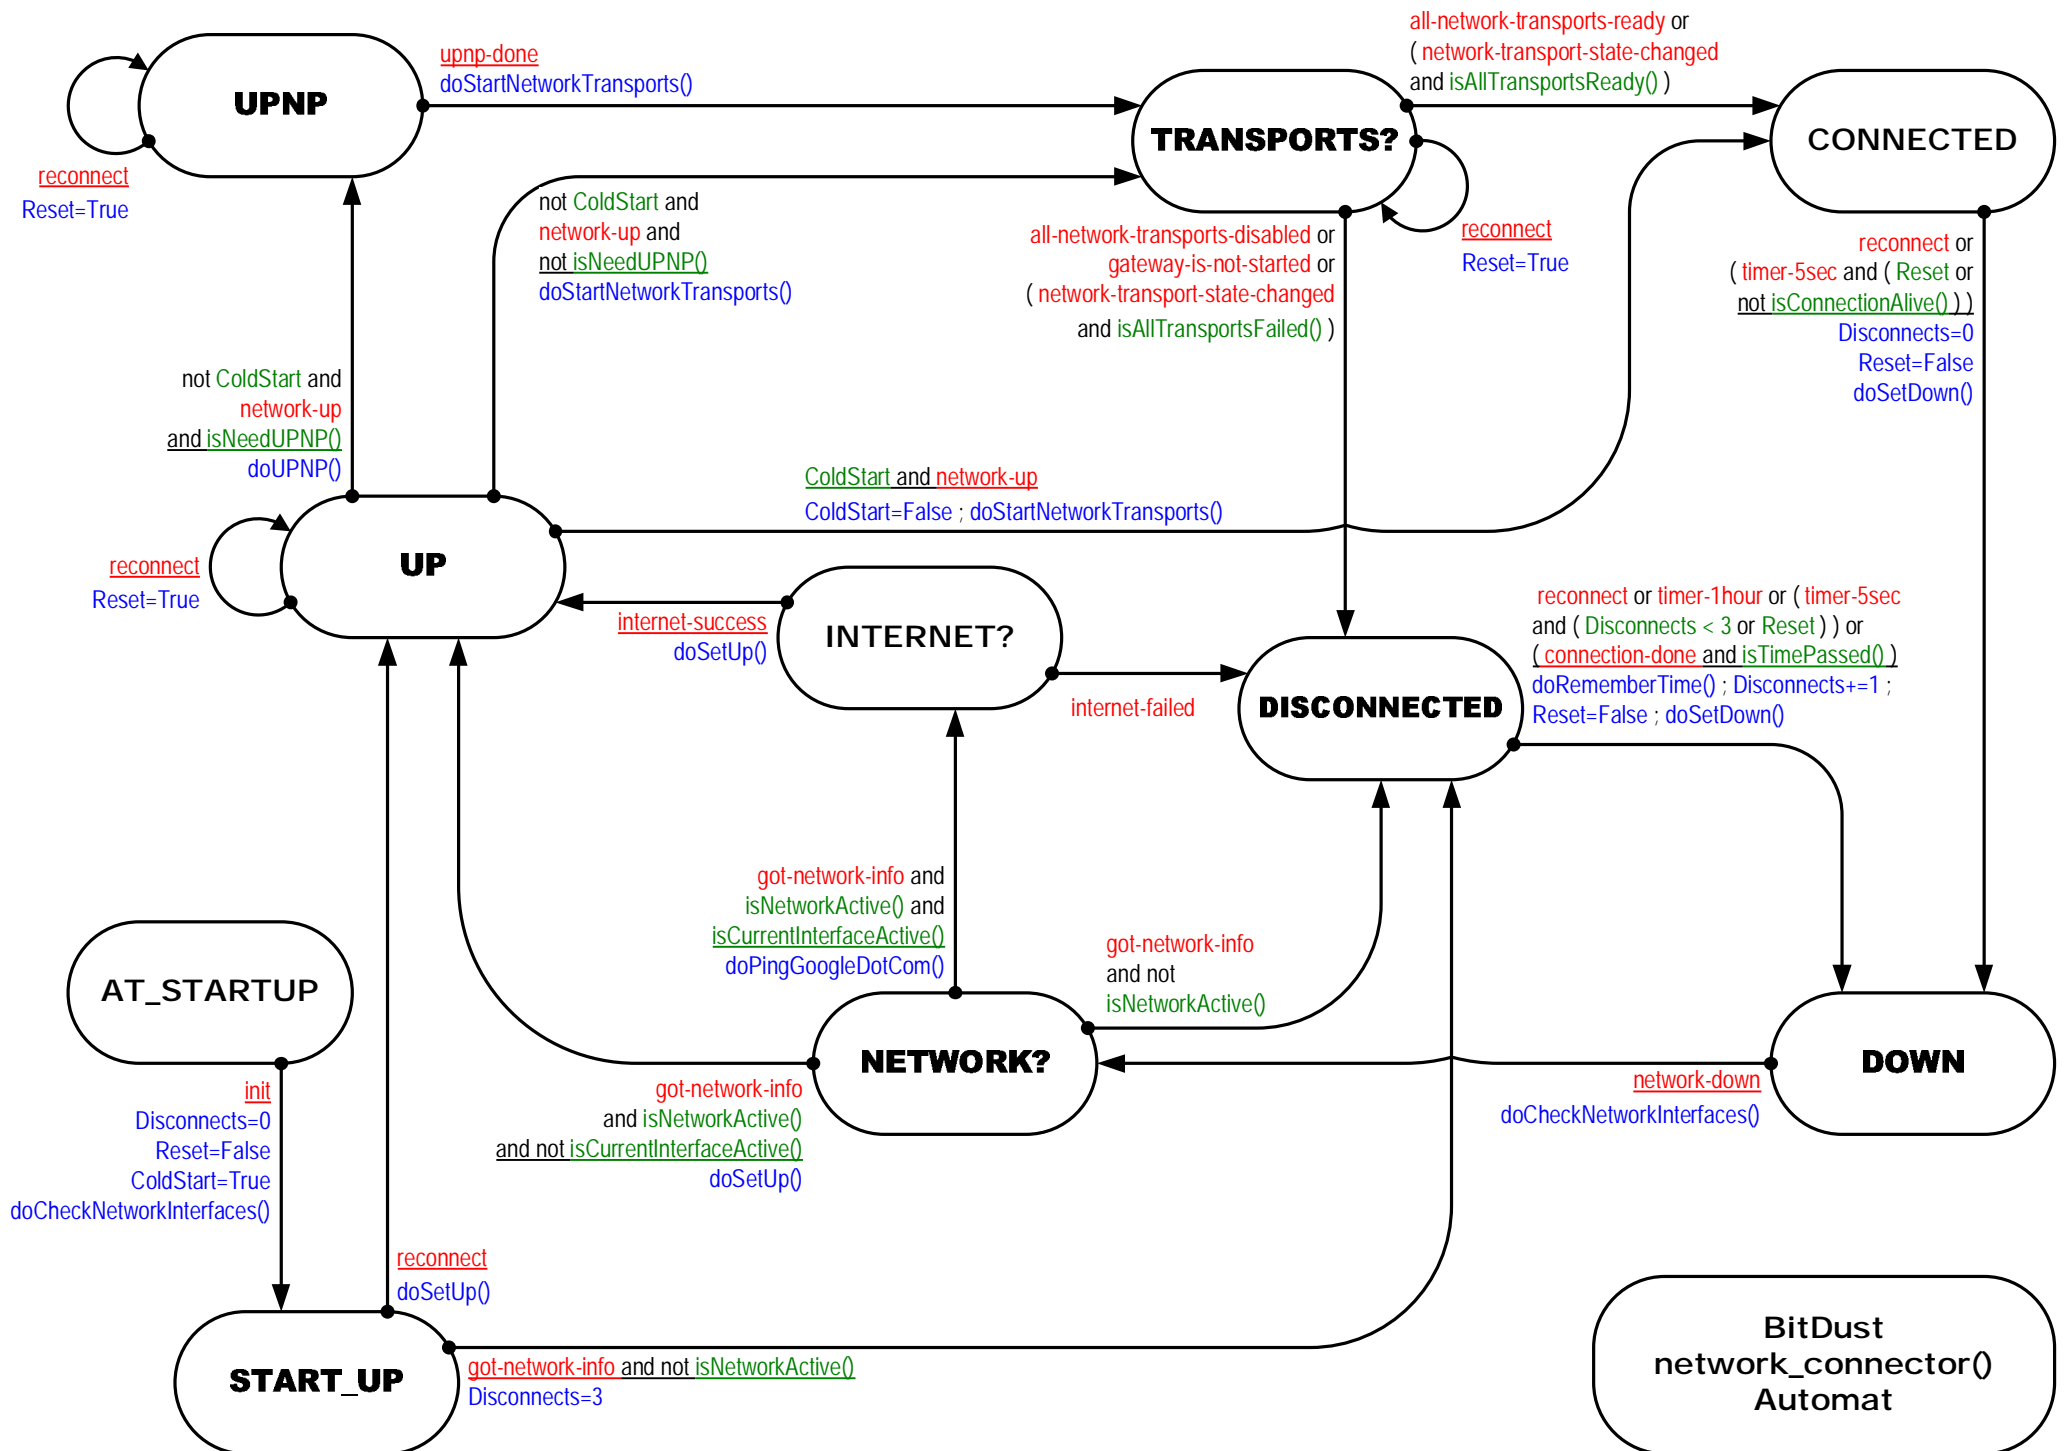 all-network-transports-ready or
( network-transport-state-changed
and isAllTransportsReady() )
upnp-done
doStartNetworkTransports()
UPNP
TRANSPORTS?
CONNECTED
reconnect
Reset=True
not ColdStart and
network-up and
not isNeedUPNP()
doStartNetworkTransports()
all-network-transports-disabled or
gateway-is-not-started or
( network-transport-state-changed
and isAllTransportsFailed() )
reconnect
Reset=True
reconnect or
( timer-5sec and ( Reset or
not isConnectionAlive() ) )
Disconnects=0
Reset=False
doSetDown()
not ColdStart and
network-up
and isNeedUPNP()
doUPNP()
ColdStart and network-up
ColdStart=False ; doStartNetworkTransports()
UP
reconnect
Reset=True
internet-success
doSetUp()
INTERNET?
internet-failed
DISCONNECTED
reconnect or timer-1hour or ( timer-5sec
and ( Disconnects < 3 or Reset ) ) or
( connection-done and isTimePassed() )
doRememberTime() ; Disconnects+=1 ;
Reset=False ; doSetDown()
got-network-info and
isNetworkActive() and
isCurrentInterfaceActive()
doPingGoogleDotCom()
got-network-info
and not
isNetworkActive()
AT_STARTUP
NETWORK?
DOWN
init
Disconnects=0
Reset=False
ColdStart=True
doCheckNetworkInterfaces()
got-network-info
and isNetworkActive()
and not isCurrentInterfaceActive()
doSetUp()
network-down
doCheckNetworkInterfaces()
reconnect
doSetUp()
START_UP
got-network-info and not isNetworkActive()
Disconnects=3
BitDust
network_connector()
Automat